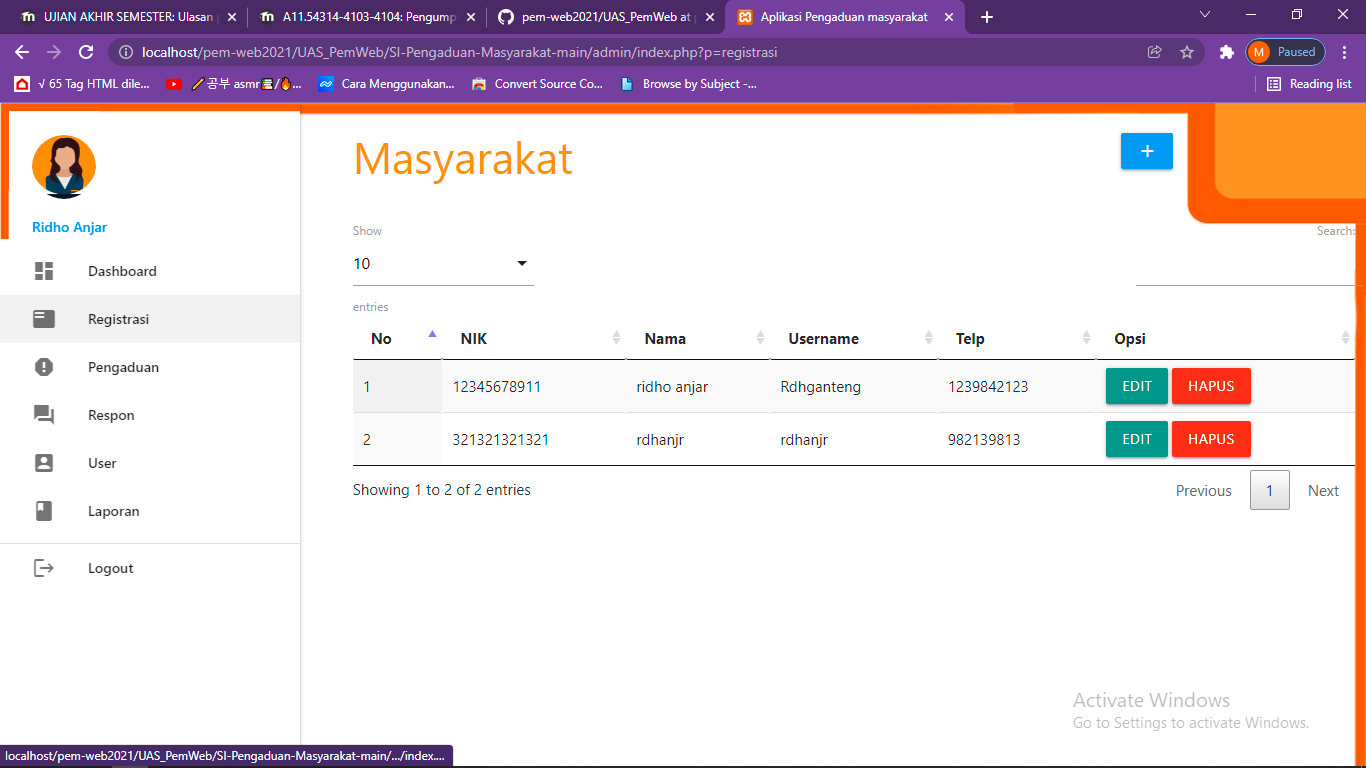 UJIAN AKHIR SEMESTER: Ulasan
A11.54314-4103-4104: Pengump
pem-web2021/UAS_PemWeb at
Aplikasi Pengaduan masyarakat
localhost/pem-web2021/UAS_PemWeb/SI-Pengaduan-Masyarakat-main/admin/index.php?p=registrasi
M Paused
√ 65 Tag HTML dile...
공부 asmr📚/🔥...
Cara Menggunakan...
Convert Source Co...
Browse by Subject -...
Reading list
Ridho Anjar
Dashboard
Registrasi
Pengaduan
Respon
User
Laporan
Logout
Masyarakat
+
Show
10
entries
Search:
No NIK Nama Username Telp Opsi
1 12345678911 ridho anjar Rdhganteng 1239842123 EDIT HAPUS
2 321321321321 rdhanjr rdhanjr 982139813 EDIT HAPUS
Showing 1 to 2 of 2 entries
Previous 1 Next
Activate Windows
Go to Settings to activate Windows.
localhost/pem-web2021/UAS_PemWeb/SI-Pengaduan-Masyarakat-main/.../index....